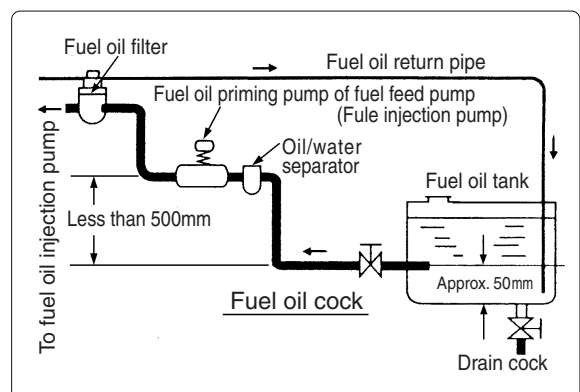 Fuel oil filter
Fuel oil return pipe
Fuel oil priming pump of fuel feed pump
(Fule injection pump)
Oil/water
separator
Fuel oil tank
Less than 500mm
To fuel oil injection pump
Approx. 50mm
Fuel oil cock
Drain cock